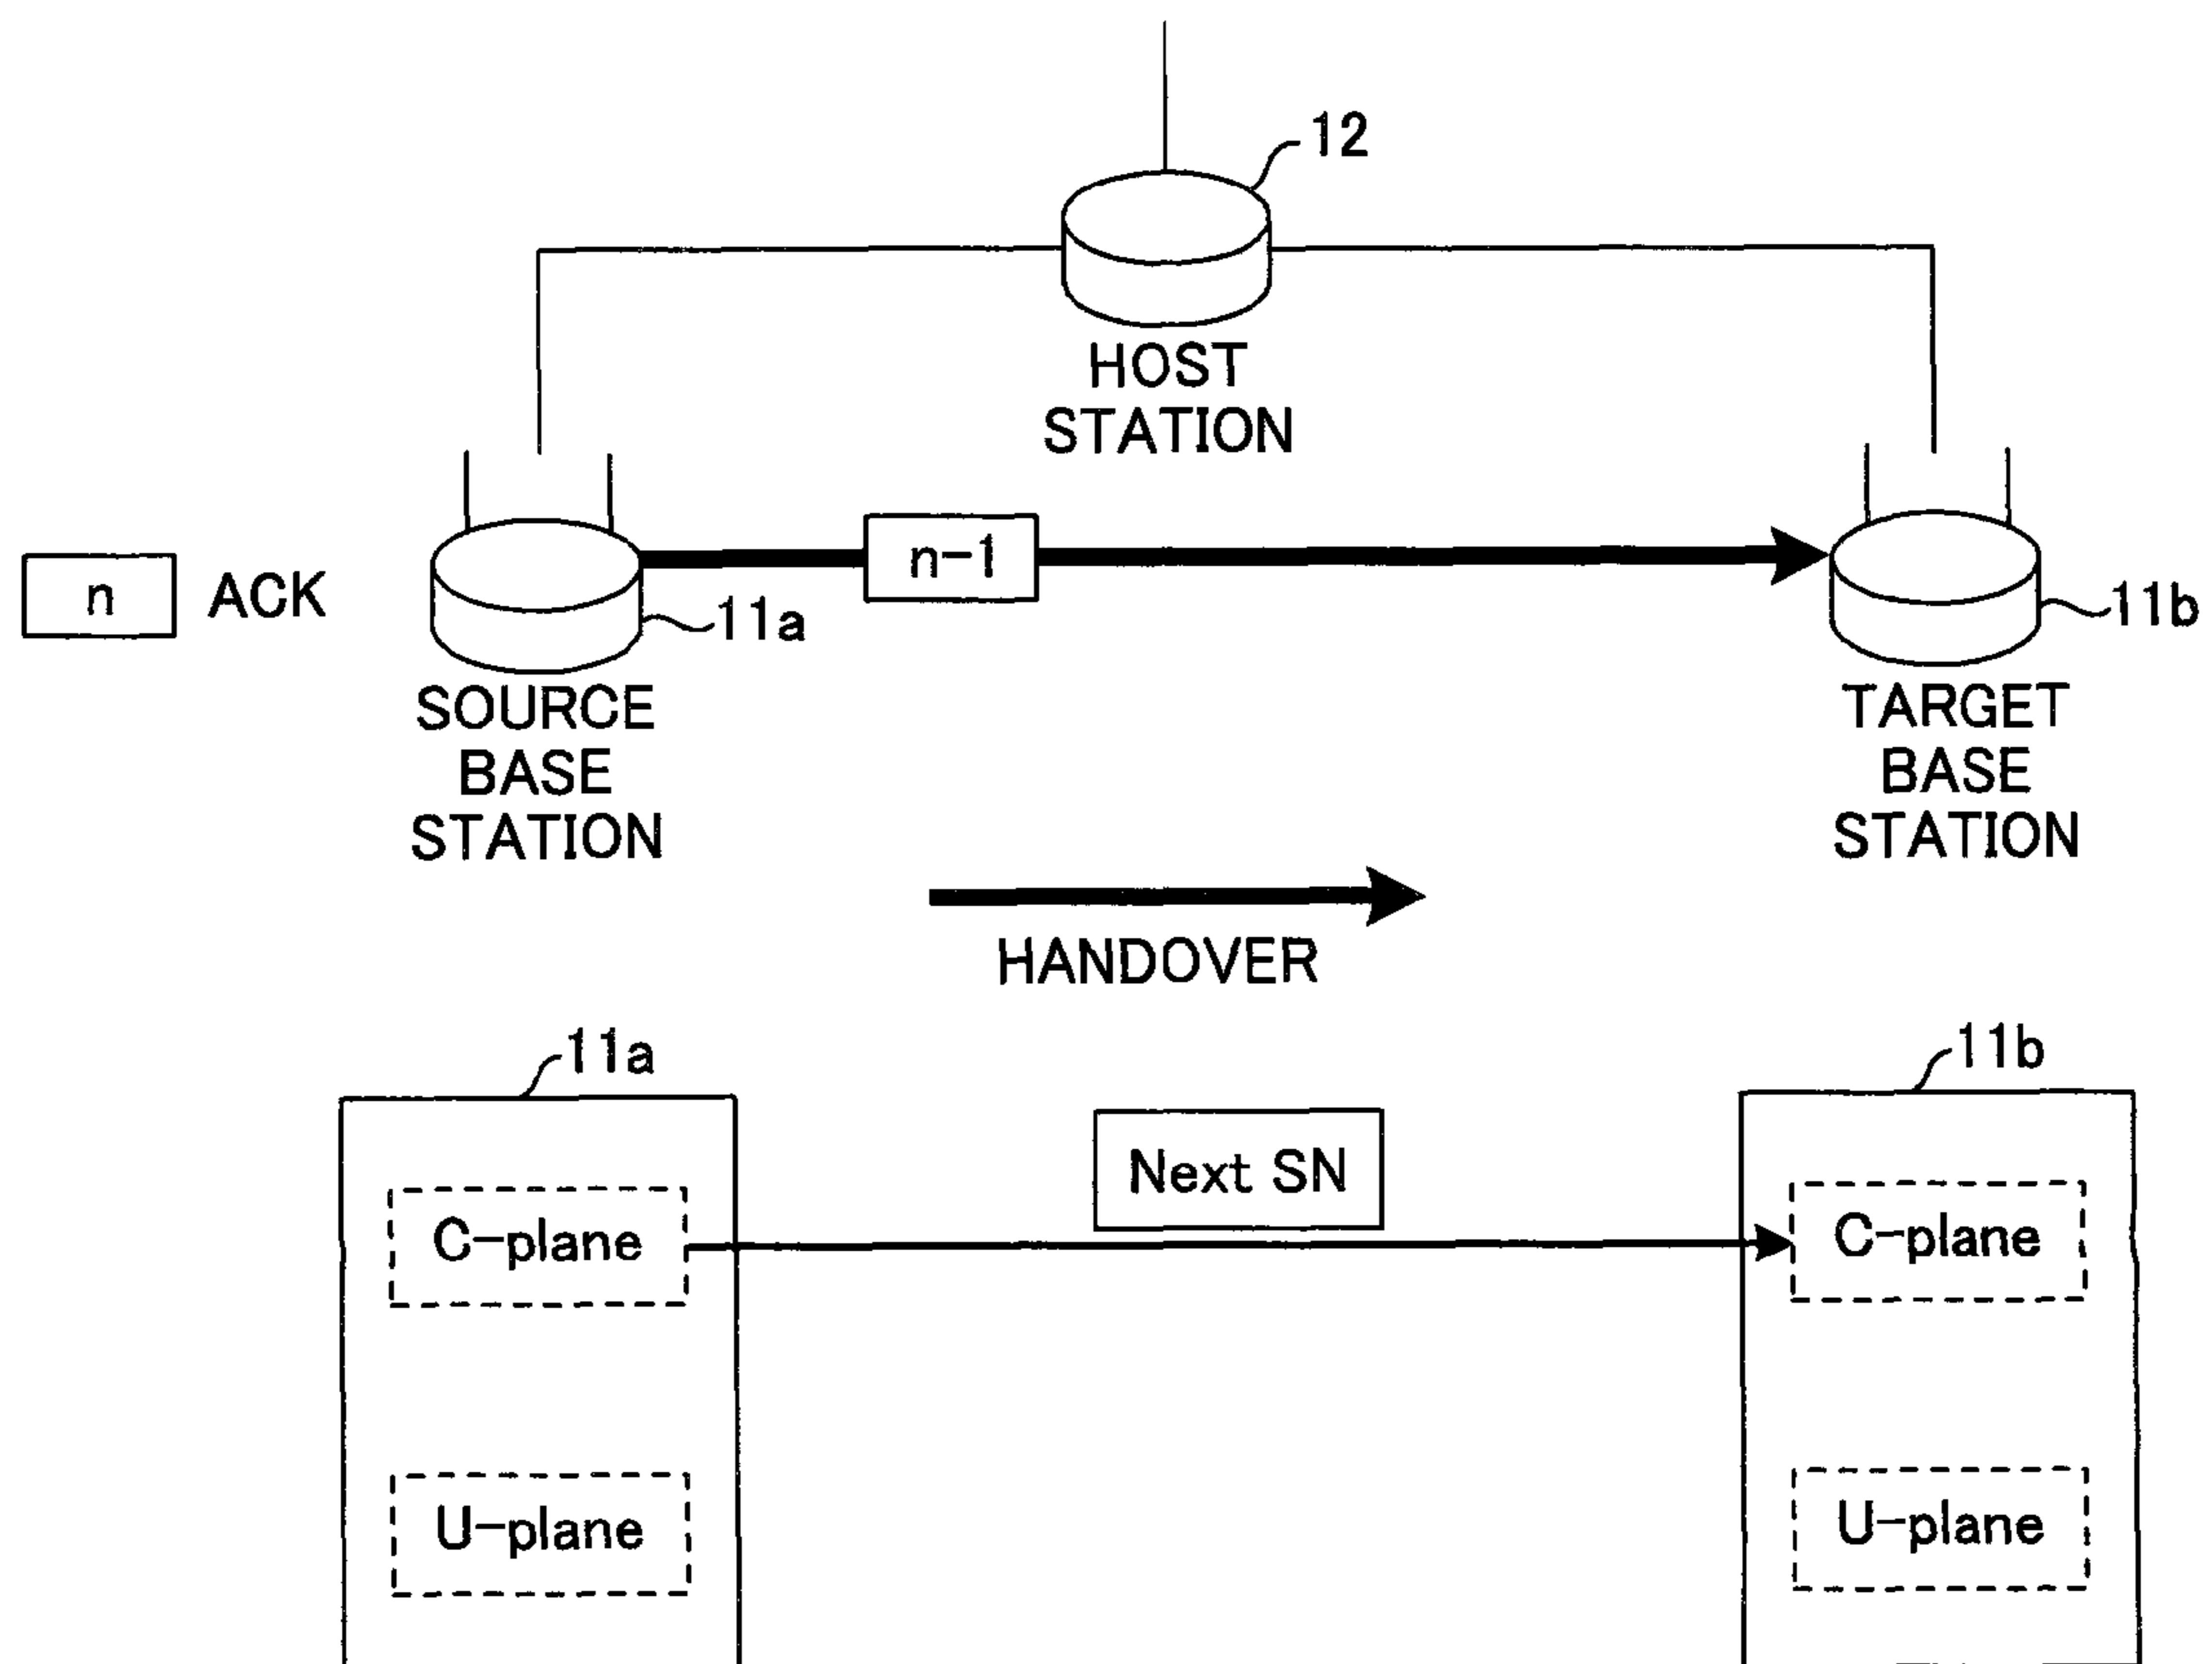 12
HOST
STATION
n-1
n ACK
11a
11b
SOURCE
BASE
STATION
TARGET
BASE
STATION
HANDOVER
11a
11b
Next SN
C-plane
C-plane
U-plane
U-plane